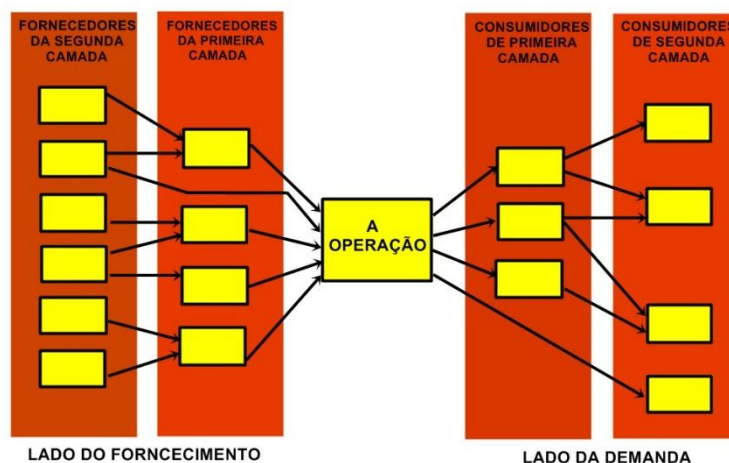 FORNECEDORES
DA SEGUNDA
CAMADA
FORNECEDORES
DA PRIMEIRA
CAMADA
CONSUMIDORES
DE PRIMEIRA
CAMADA
CONSUMIDORES
DE SEGUNDA
CAMADA
A
OPERAÇÃO
LADO DO FORNCECIMENTO
LADO DA DEMANDA